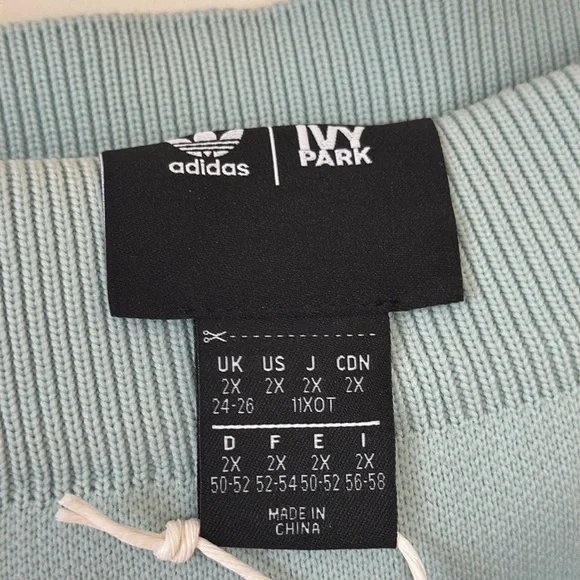 adidas
IVY
PARK
UK US J CDN
2X 2X 2X 2X
24-26 11XOT
D F E I
2X 2X 2X 2X
50-52 52-54 50-52 56-58
MADE IN
CHINA